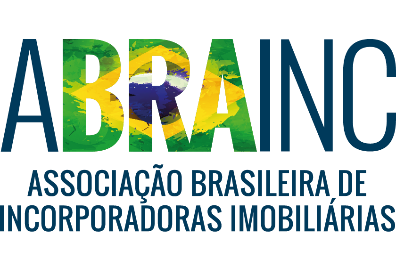 ABRAINC
ASSOCIAÇÃO BRASILEIRA DE
INCORPORADORAS IMOBILIÁRIAS